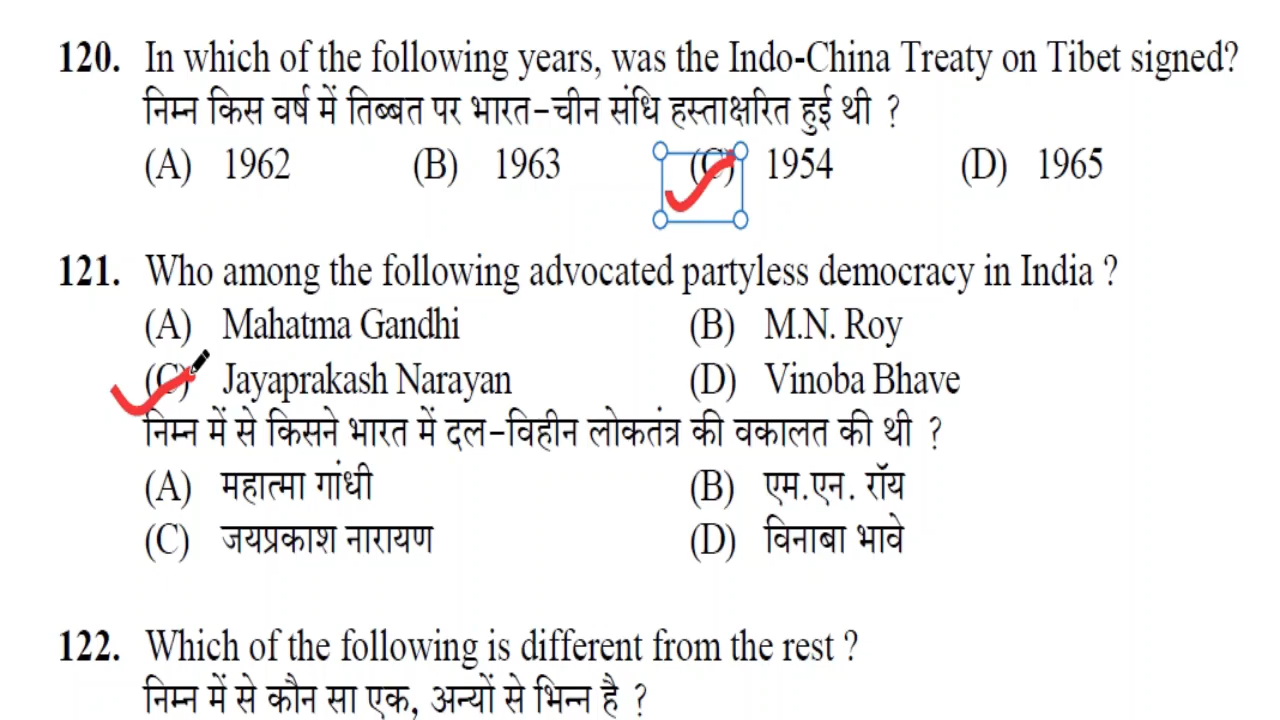 120. In which of the following years, was the Indo-China Treaty on Tibet signed?
निम्न किस वर्ष में तिब्बत पर भारत-चीन संधि हस्ताक्षरित हुई थी ?
(A) 1962 (B) 1963 (C) 1954 (D) 1965
121. Who among the following advocated partyless democracy in India ?
(A) Mahatma Gandhi (B) M.N. Roy
(C) Jayaprakash Narayan (D) Vinoba Bhave
निम्न में से किसने भारत में दल-विहीन लोकतंत्र की वकालत की थी ?
(A) महात्मा गांधी (B) एम.एन. रॉय
(C) जयप्रकाश नारायण (D) विनाबा भावे
122. Which of the following is different from the rest ?
निम्न में से कौन सा एक, अन्यों से भिन्न है ?